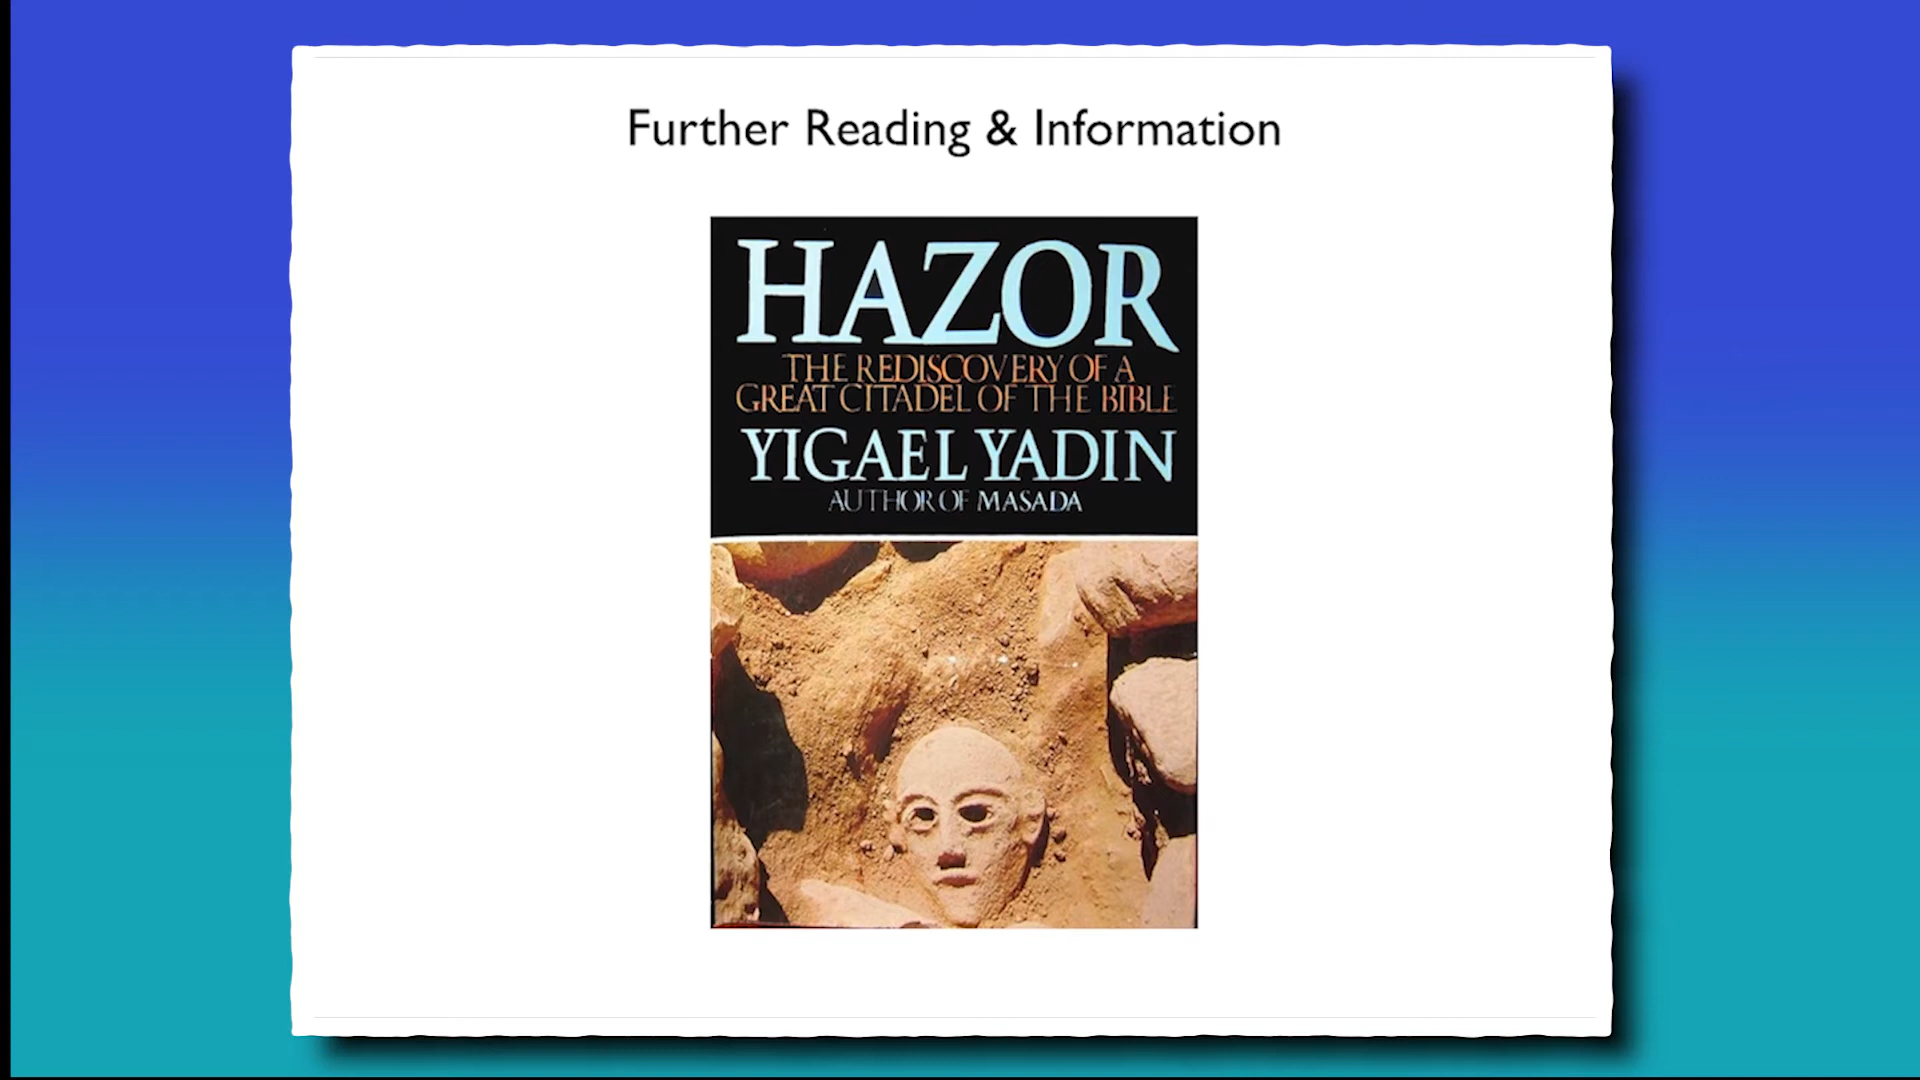 Further Reading & Information
HAZOR
THE REDISCOVERY OF A
GREAT CITADEL OF THE BIBLE
YIGAEL YADIN
AUTHOR OF MASADA